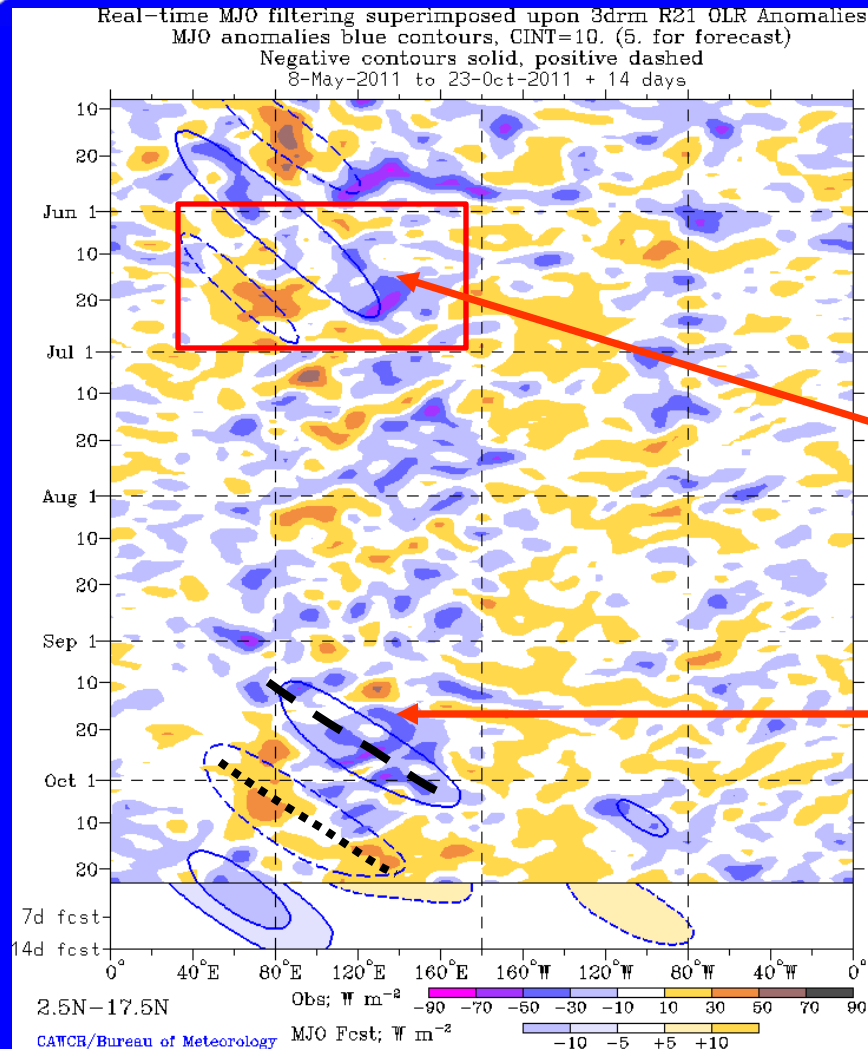 Real-time MJO filtering superimposed upon 3drm R21 OLR Anomalies
MJO anomalies blue contours, CINT=10. (5. for forecast)
Negative contours solid, positive dashed
8-May-2011 to 23-Oct-2011 + 14 days
10
20
Jun 1
10
20
Jul 1
10
20
Aug 1
10
20
Sep 1
10
20
Oct 1
10
20
7d fcst
14d fcst
0° 40°E 80°E 120°E 160°E 160°W 120°W 80°W 40°W 0°
2.5N-17.5N
Obs; W m⁻² -90 -70 -50 -30 -10 10 30 50 70 90
CAWCR/Bureau of Meteorology MJO Fcst; W m⁻² -10 -5 +5 +10